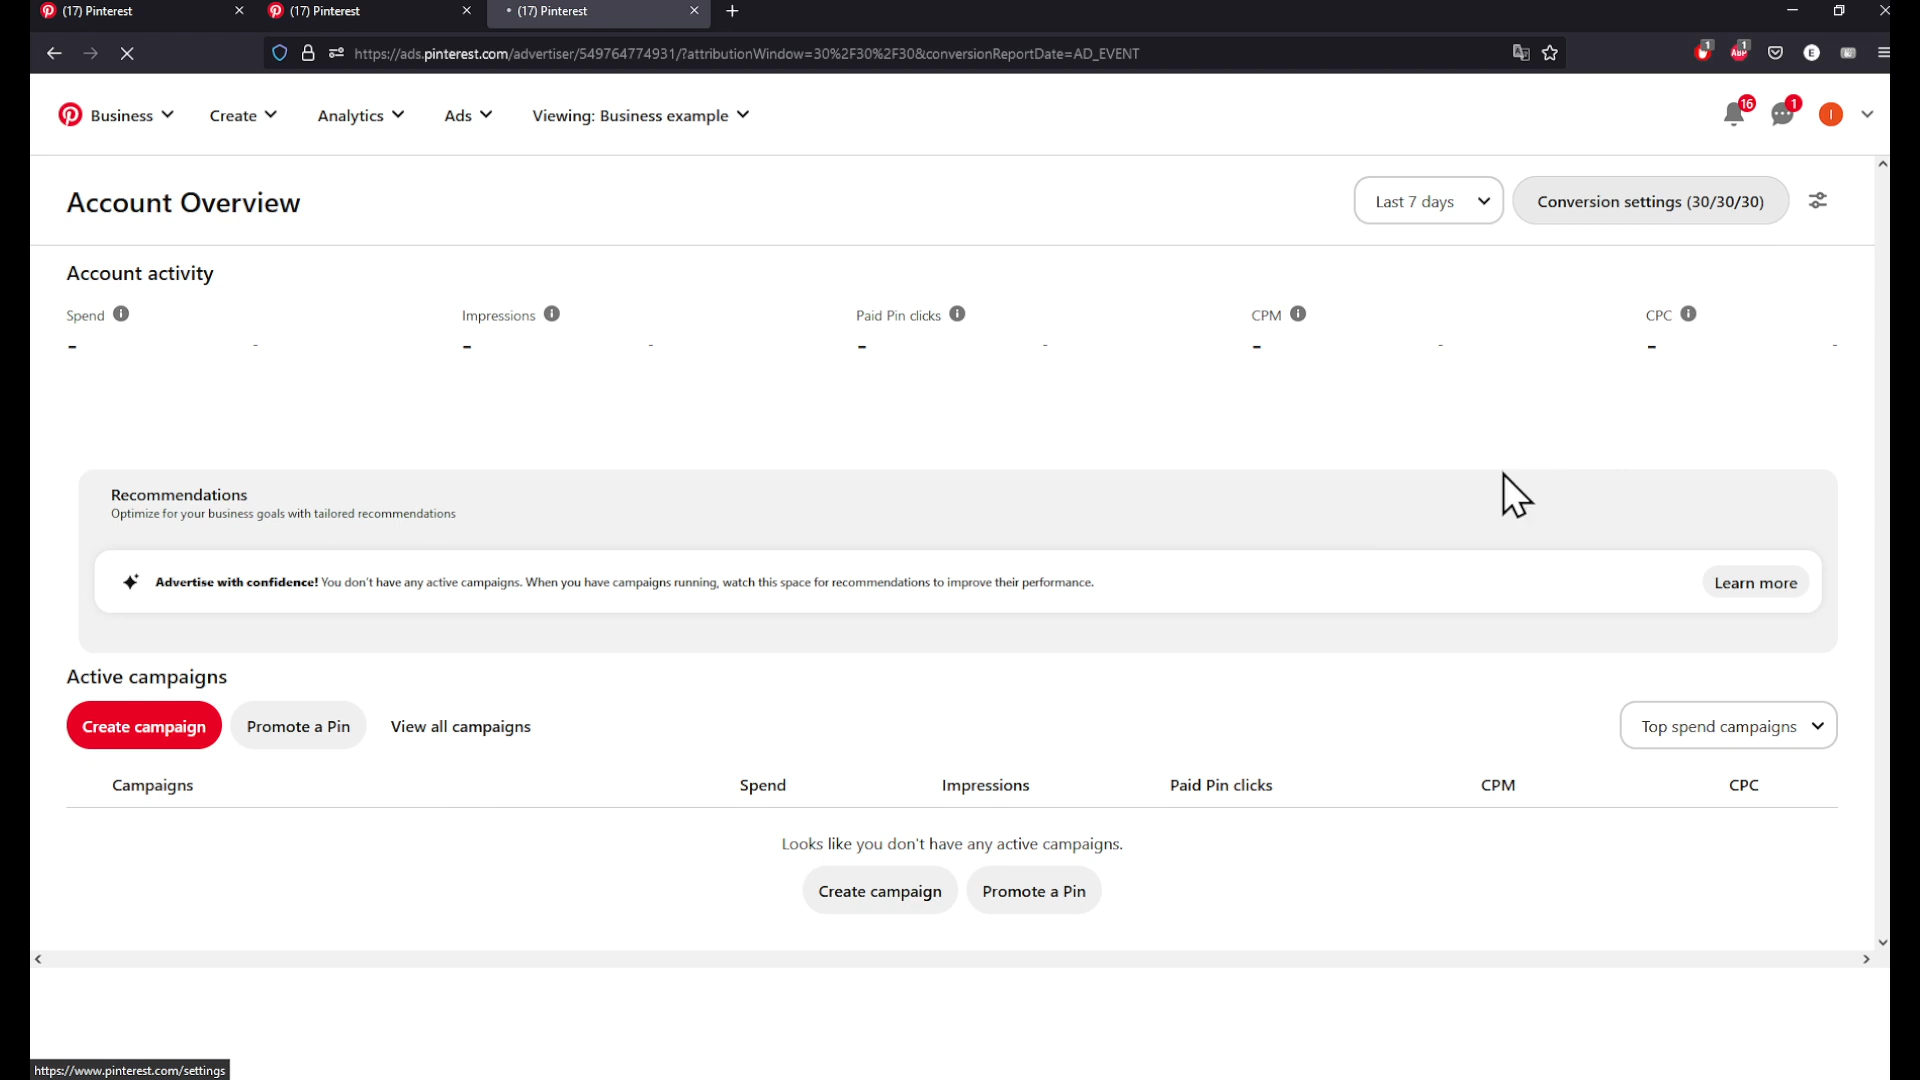 (17) Pinterest (17) Pinterest (17) Pinterest
https://ads.pinterest.com/advertiser/549764774931/?attributionWindow=30%2F30%2F30&conversionReportDate=AD_EVENT
1 1 ABP E
Business Create Analytics Ads Viewing: Business example 16 1 I
Account Overview Last 7 days Conversion settings (30/30/30)
Account activity
Spend Impressions Paid Pin clicks CPM CPC
- - - - - - - - - -
Recommendations
Optimize for your business goals with tailored recommendations
Advertise with confidence! You don't have any active campaigns. When you have campaigns running, watch this space for recommendations to improve their performance. Learn more
Active campaigns
Create campaign Promote a Pin View all campaigns Top spend campaigns
Campaigns Spend Impressions Paid Pin clicks CPM CPC
Looks like you don't have any active campaigns.
Create campaign Promote a Pin
https://www.pinterest.com/settings